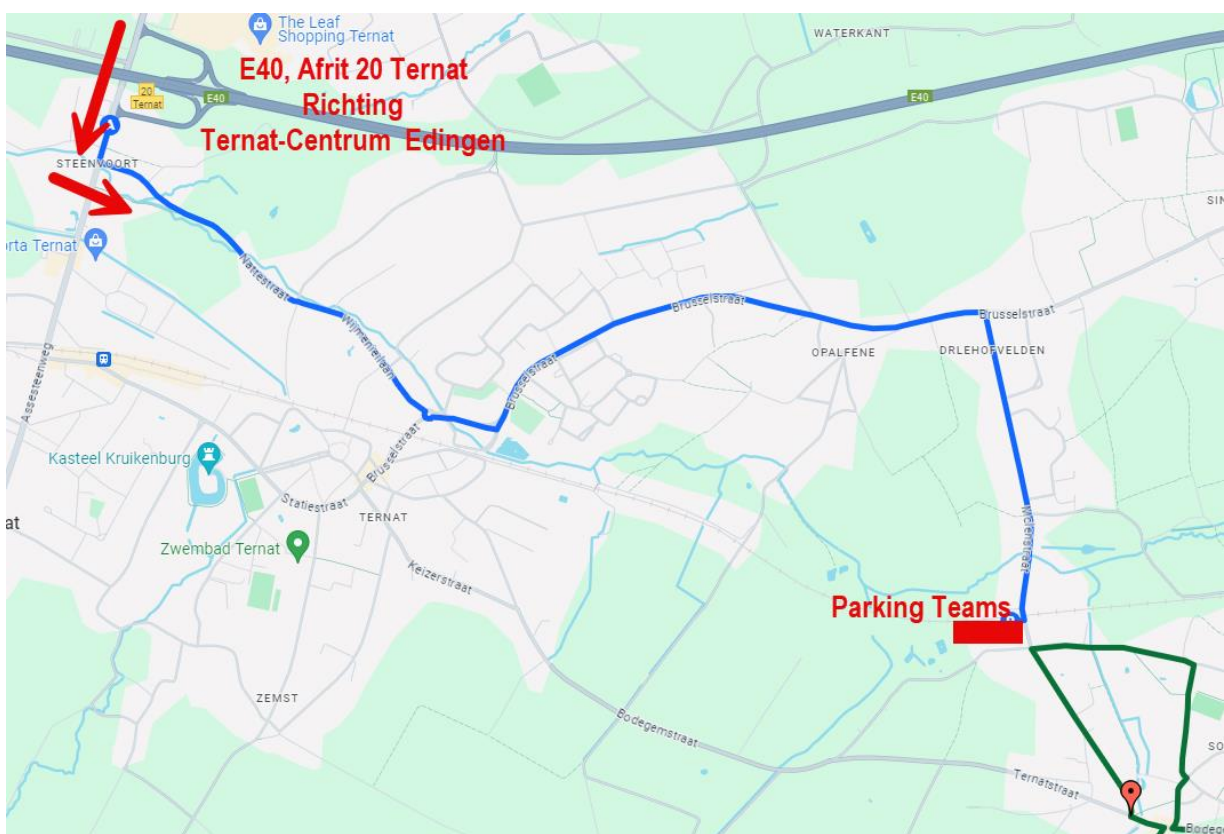 The Leaf
Shopping Ternat
WATERKANT
E40, Afrit 20 Ternat
Richting
Ternat-Centrum Edingen
20
Ternat
E40
E40
STEENVOORT
SIN
orta Ternat
Nattestraat
Wijmenierlaan
Brusselstraat
Brusselstraat
OPALFENE
DRLEHOFVELDEN
Brusselstraat
Assesteenweg
Brusselstraat
Kasteel Kruikenburg
Statiestraat
TERNAT
at
Zwembad Ternat
Keizerstraat
Molenstraat
Parking Teams
ZEMST
Bodegemstraat
Ternatstraat
SO
Bodeg